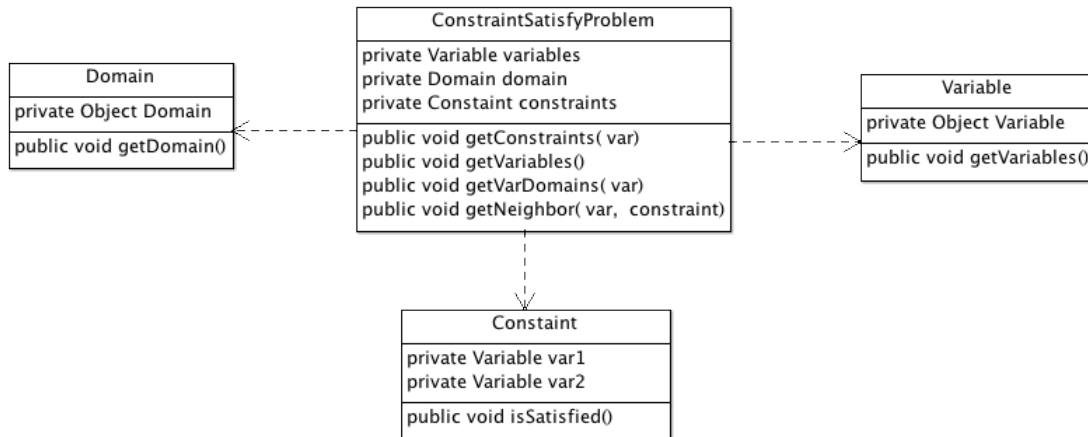 ConstraintSatisfyProblem
private Variable variables
private Domain domain
private Constaint constraints
public void getConstraints( var)
public void getVariables()
public void getVarDomains( var)
public void getNeighbor( var, constraint)
Domain
private Object Domain
public void getDomain()
Variable
private Object Variable
public void getVariables()
Constaint
private Variable var1
private Variable var2
public void isSatisfied()